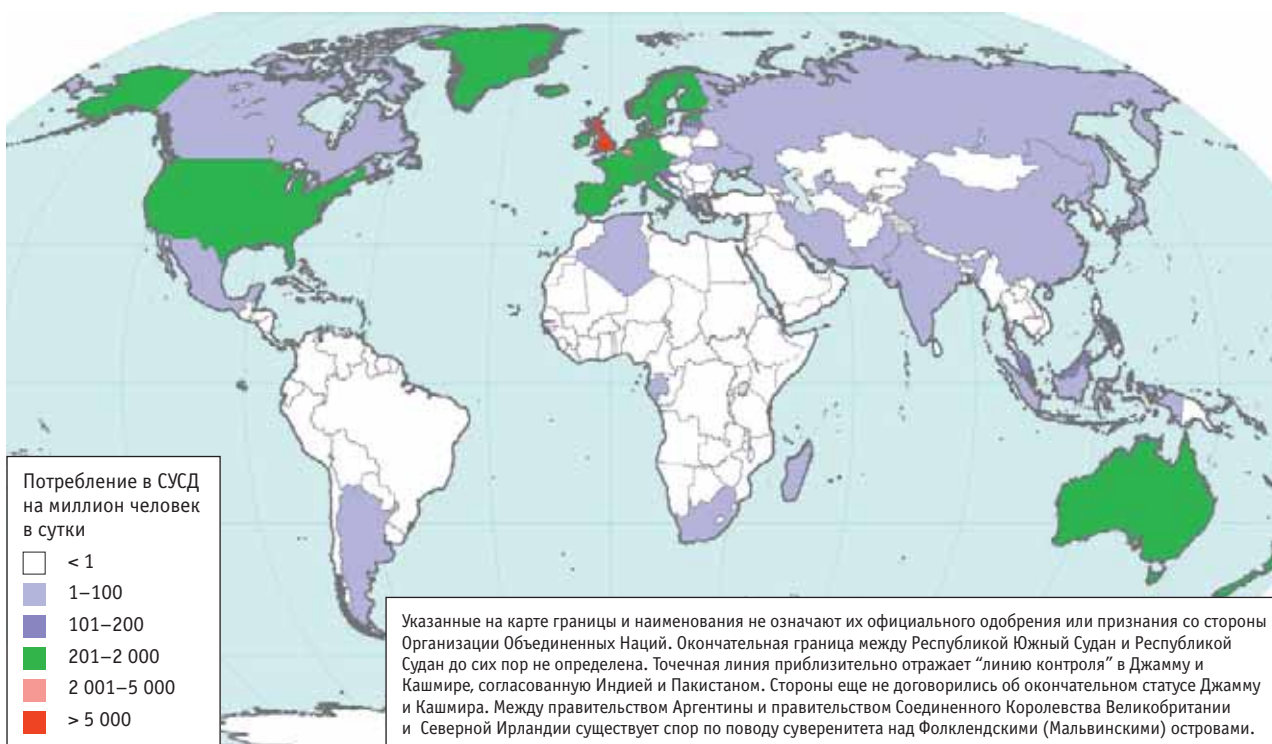 Потребление в СУСД
на миллион человек
в сутки
< 1
1–100
101–200
201–2 000
2 001–5 000
> 5 000
Указанные на карте границы и наименования не означают их официального одобрения или признания со стороны
Организации Объединенных Наций. Окончательная граница между Республикой Южный Судан и Республикой
Судан до сих пор не определена. Точечная линия приблизительно отражает “линию контроля” в Джамму и
Кашмире, согласованную Индией и Пакистаном. Стороны еще не договорились об окончательном статусе Джамму
и Кашмира. Между правительством Аргентины и правительством Соединенного Королевства Великобритании
и Северной Ирландии существует спор по поводу суверенитета над Фолклендскими (Мальвинскими) островами.